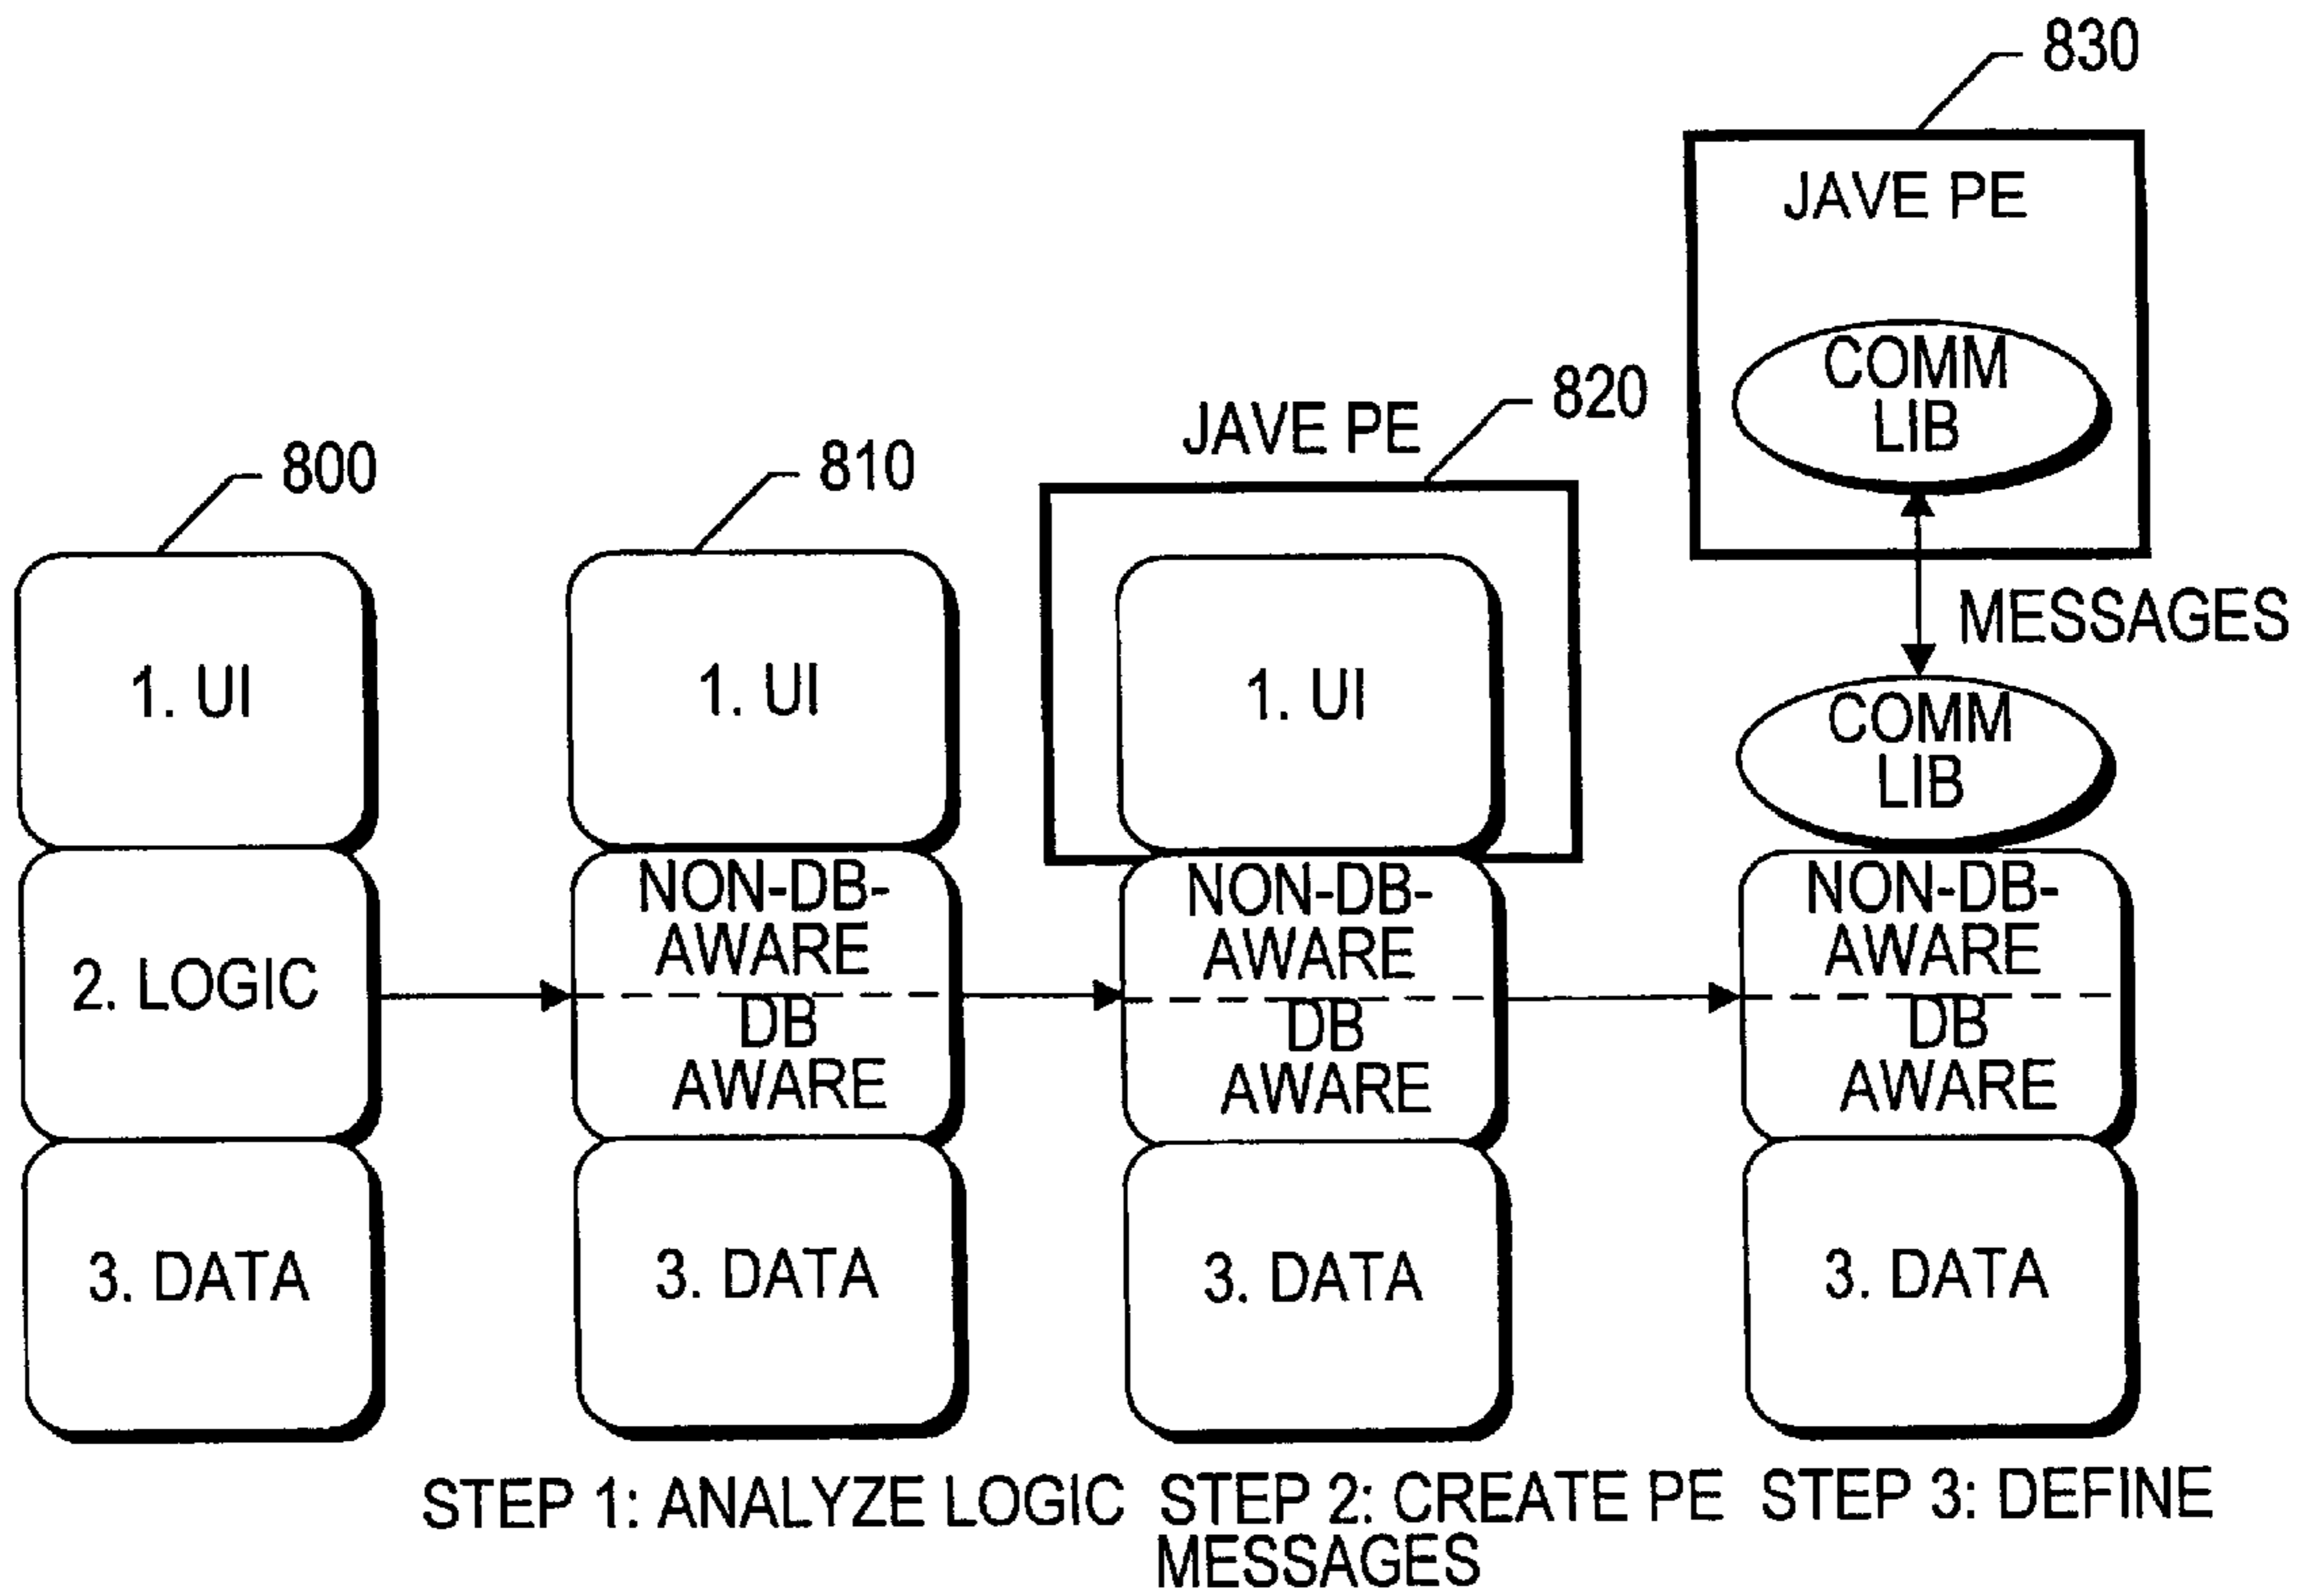 830
JAVE PE
COMM
LIB
820
JAVE PE
800
810
MESSAGES
1. UI
1. UI
1. UI
COMM
LIB
2. LOGIC
NON-DB-
AWARE
DB
AWARE
NON-DB-
AWARE
DB
AWARE
NON-DB-
AWARE
DB
AWARE
3. DATA
3. DATA
3. DATA
3. DATA
STEP 1: ANALYZE LOGIC STEP 2: CREATE PE STEP 3: DEFINE
MESSAGES